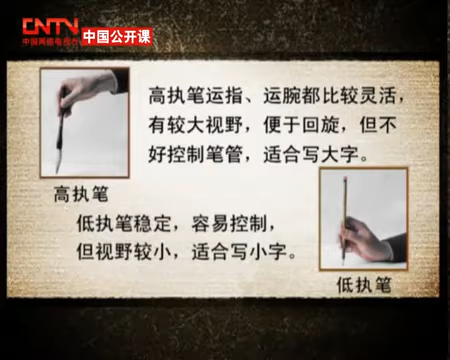 CNTV
中国网络电视台
中国公开课
高执笔运指、运腕都比较灵活，
有较大视野，便于回旋，但不
好控制笔管，适合写大字。
高执笔
低执笔稳定，容易控制，
但视野较小，适合写小字。
低执笔